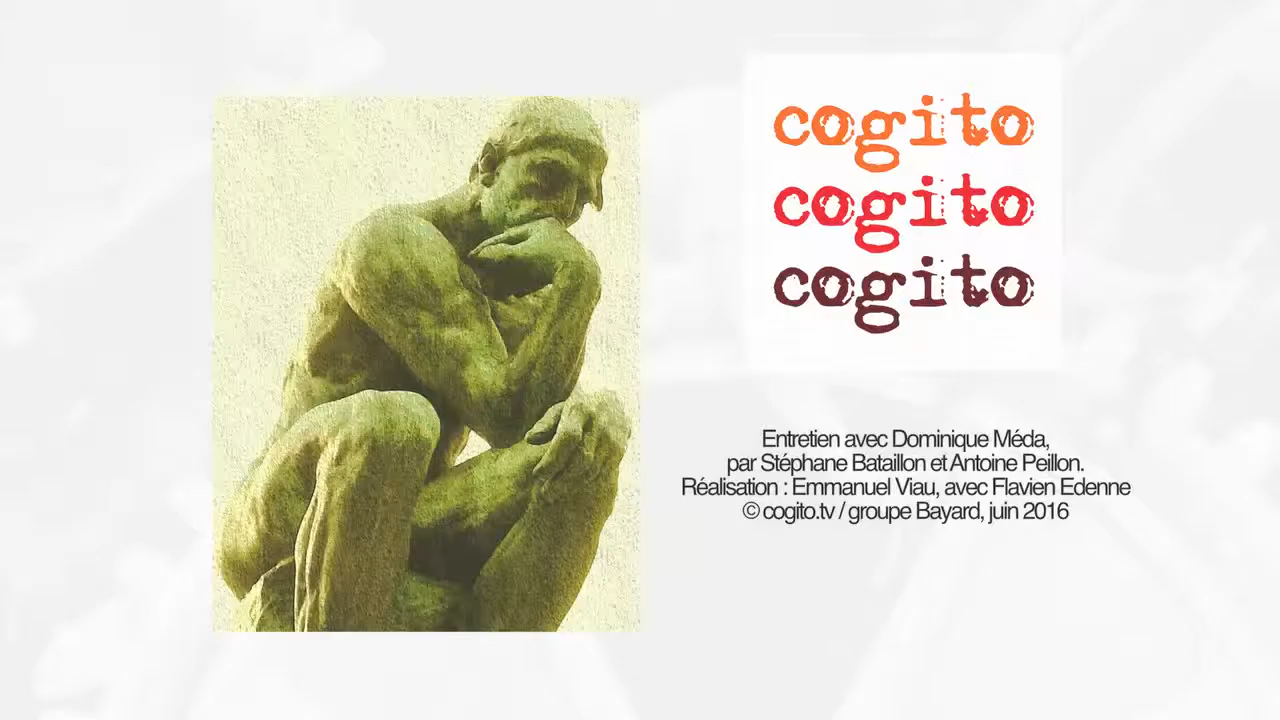 cogito
cogito
cogito
Entretien avec Dominique Méda,
par Stéphane Bataillon et Antoine Peillon.
Réalisation : Emmanuel Viau, avec Flavien Edenne
© cogito.tv / groupe Bayard, juin 2016